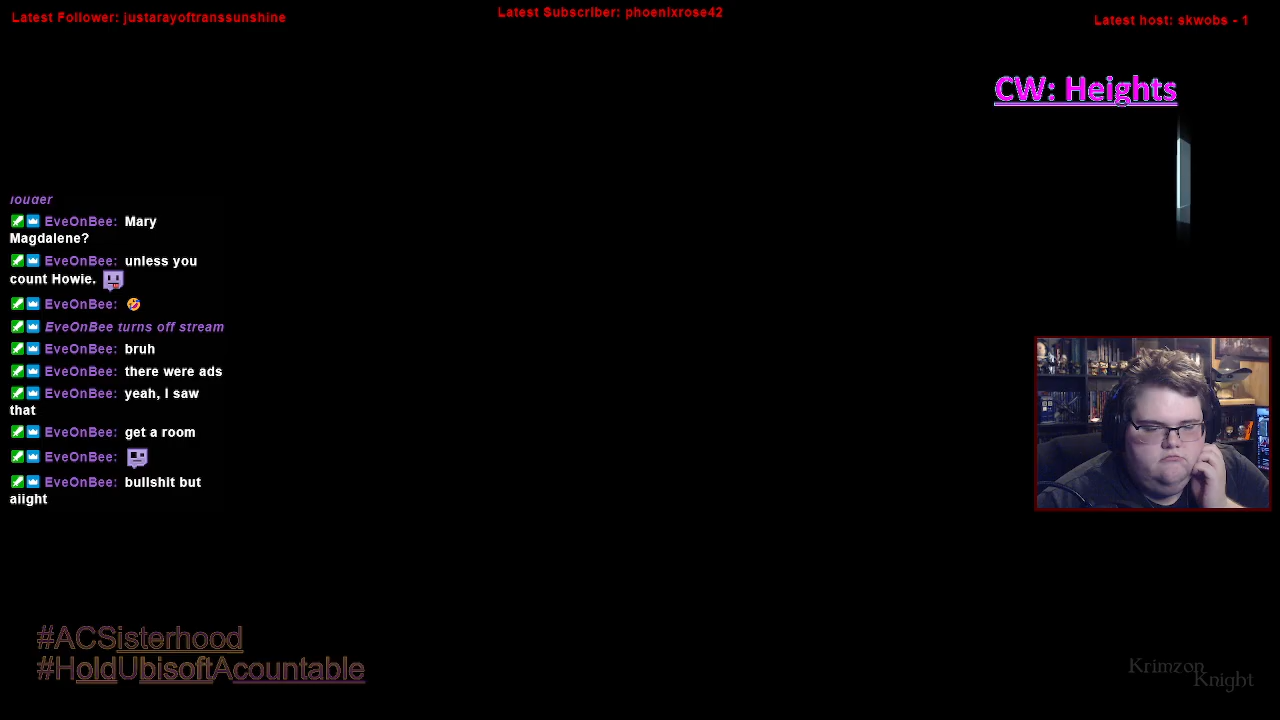 Latest Follower: justarayoftranssunshine
Latest Subscriber: phoenixrose42
Latest host: skwobs - 1
CW: Heights
louder
EveOnBee: Mary
Magdalene?
EveOnBee: unless you
count Howie.
EveOnBee: 🤣
EveOnBee turns off stream
EveOnBee: bruh
EveOnBee: there were ads
EveOnBee: yeah, I saw
that
EveOnBee: get a room
EveOnBee:
EveOnBee: bullshit but
aiight
#ACSisterhood
#HoldUbisoftAcountable
Krimzon
Knight